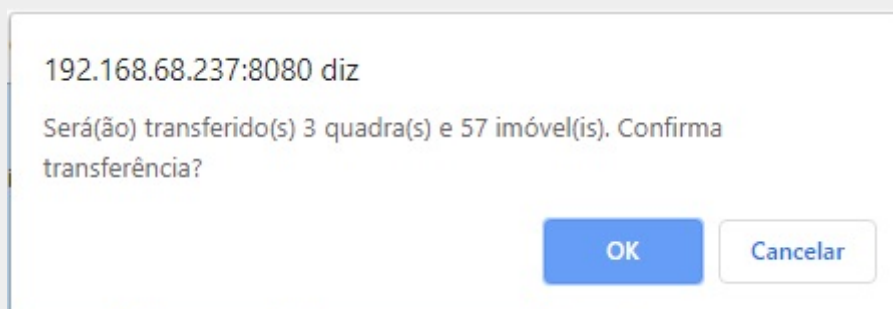 192.168.68.237:8080 diz
Será(ão) transferido(s) 3 quadra(s) e 57 imóvel(is). Confirma
transferência?
OK
Cancelar